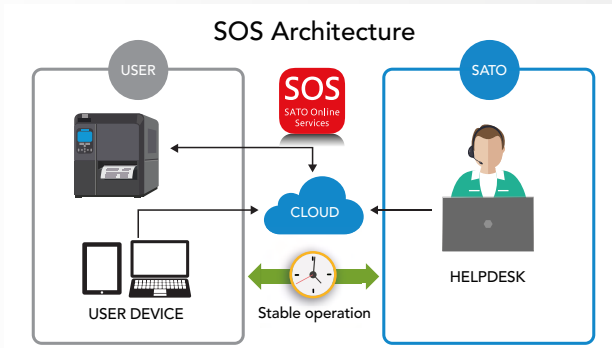 SOS Architecture
USER
SATO
SOS
SATO Online
Services
CLOUD
USER DEVICE
Stable operation
HELPDESK